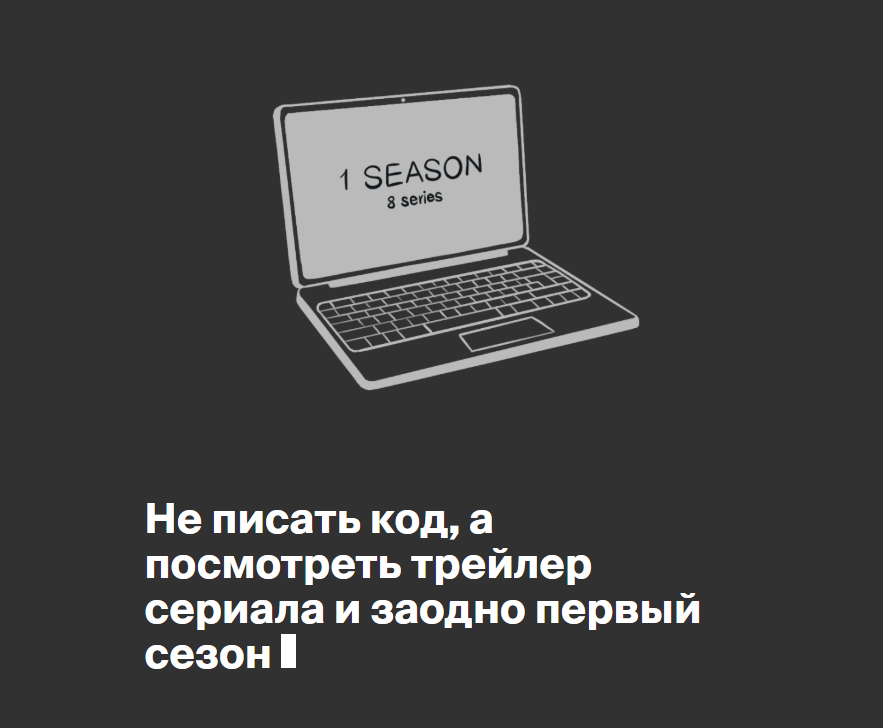 1 SEASON
8 series
Не писать код, а
посмотреть трейлер
сериала и заодно первый
сезон